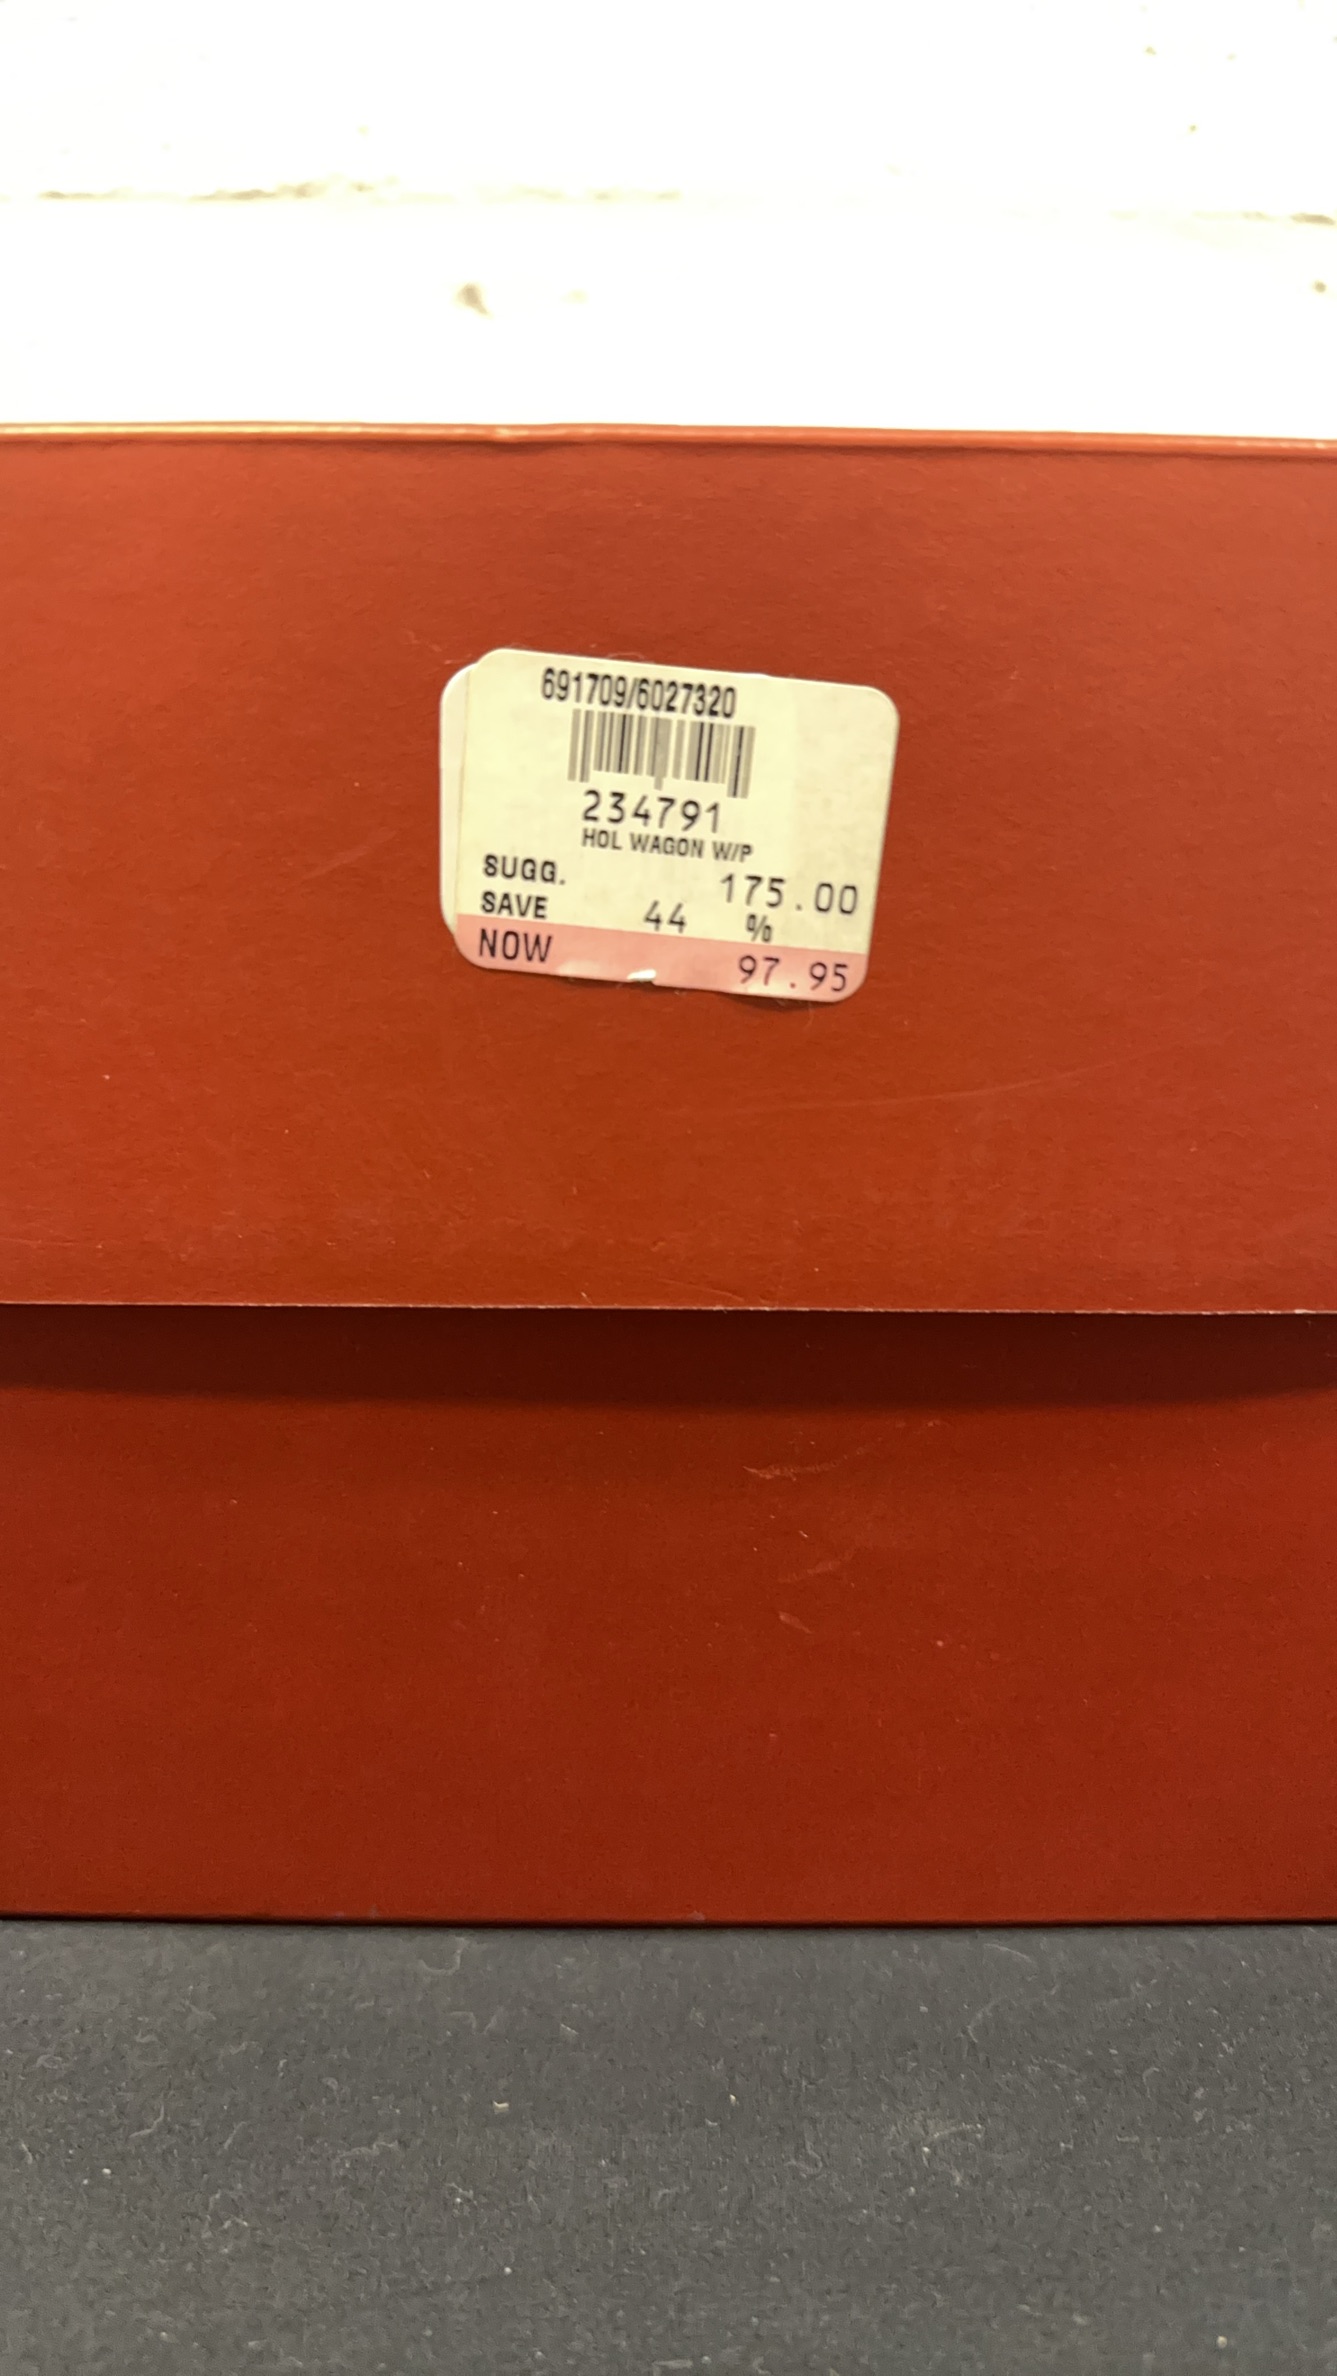 691709/6027320
234791
HOL WAGON W/P
SUGG. 175.00
SAVE 44 %
NOW 97.95